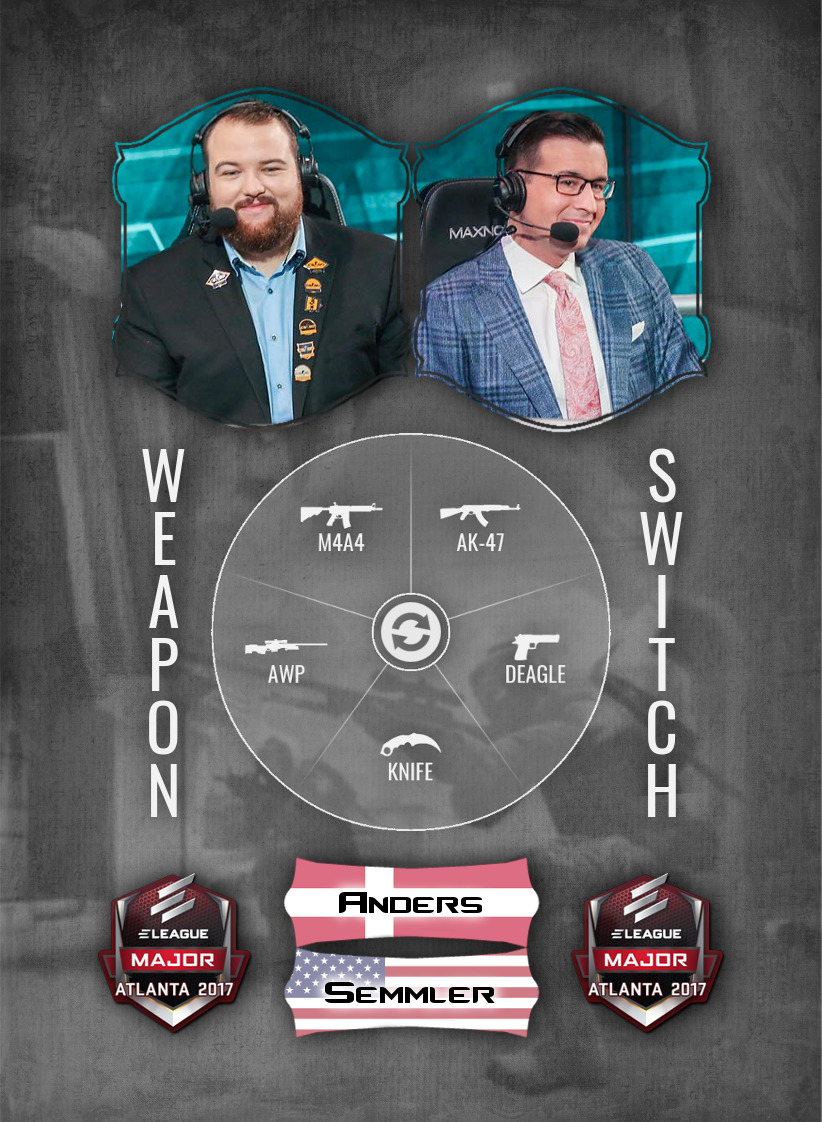 MAXNO
WEAPON
SWITCH
M4A4
AK-47
AWP
DEAGLE
KNIFE
ANDERS
SEMMLER
ELEAGUE
MAJOR
ATLANTA 2017
ELEAGUE
MAJOR
ATLANTA 2017